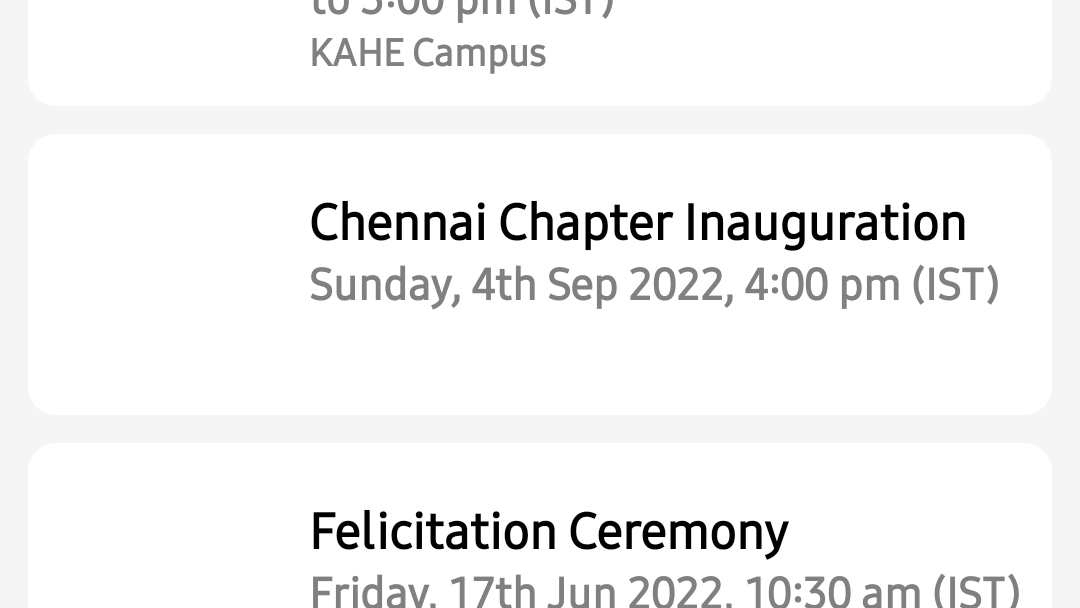 to 5:00 pm (IST)
KAHE Campus
Chennai Chapter Inauguration
Sunday, 4th Sep 2022, 4:00 pm (IST)
Felicitation Ceremony
Friday, 17th Jun 2022, 10:30 am (IST)